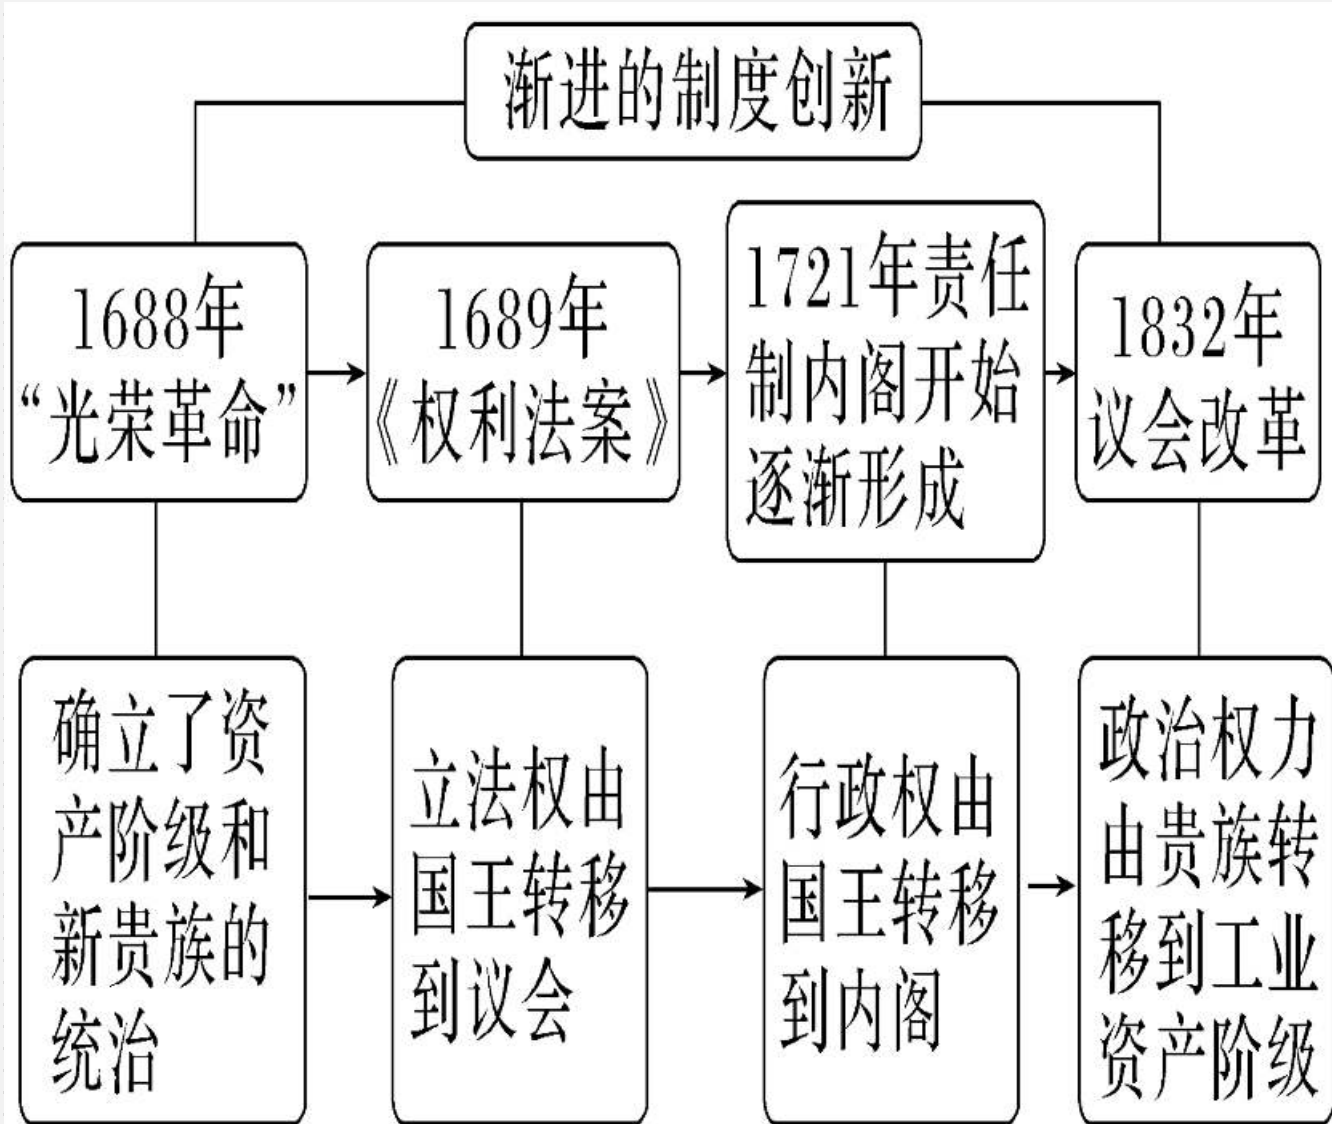 渐进的制度创新
1688年
“光荣革命”
1689年
《权利法案》
1721年责任
制内阁开始
逐渐形成
1832年
议会改革
确立了资
产阶级和
新贵族的
统治
立法权由
国王转移
到议会
行政权由
国王转移
到内阁
政治权力
由贵族转
移到工业
资产阶级